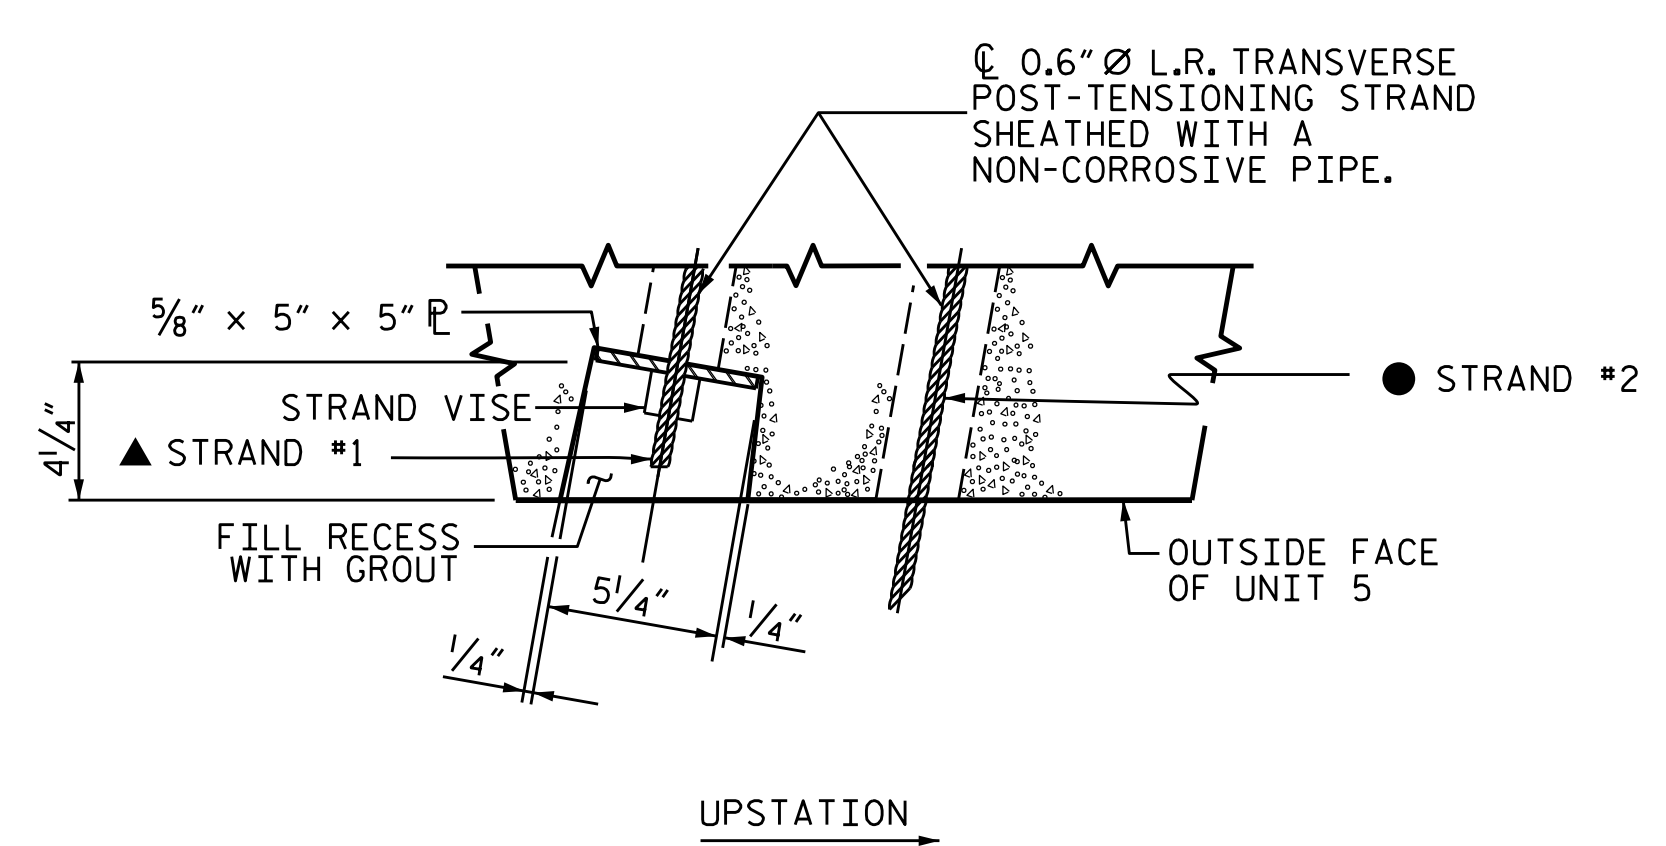 ℄ 0.6"Ø L.R. TRANSVERSE
POST-TENSIONING STRAND
SHEATHED WITH A
NON-CORROSIVE PIPE.
5/8" x 5" x 5" ⅊
4 1/4"
STRAND VISE
▲ STRAND #1
● STRAND #2
FILL RECESS
WITH GROUT
OUTSIDE FACE
OF UNIT 5
5 1/4"
1/4"
1/4"
UPSTATION